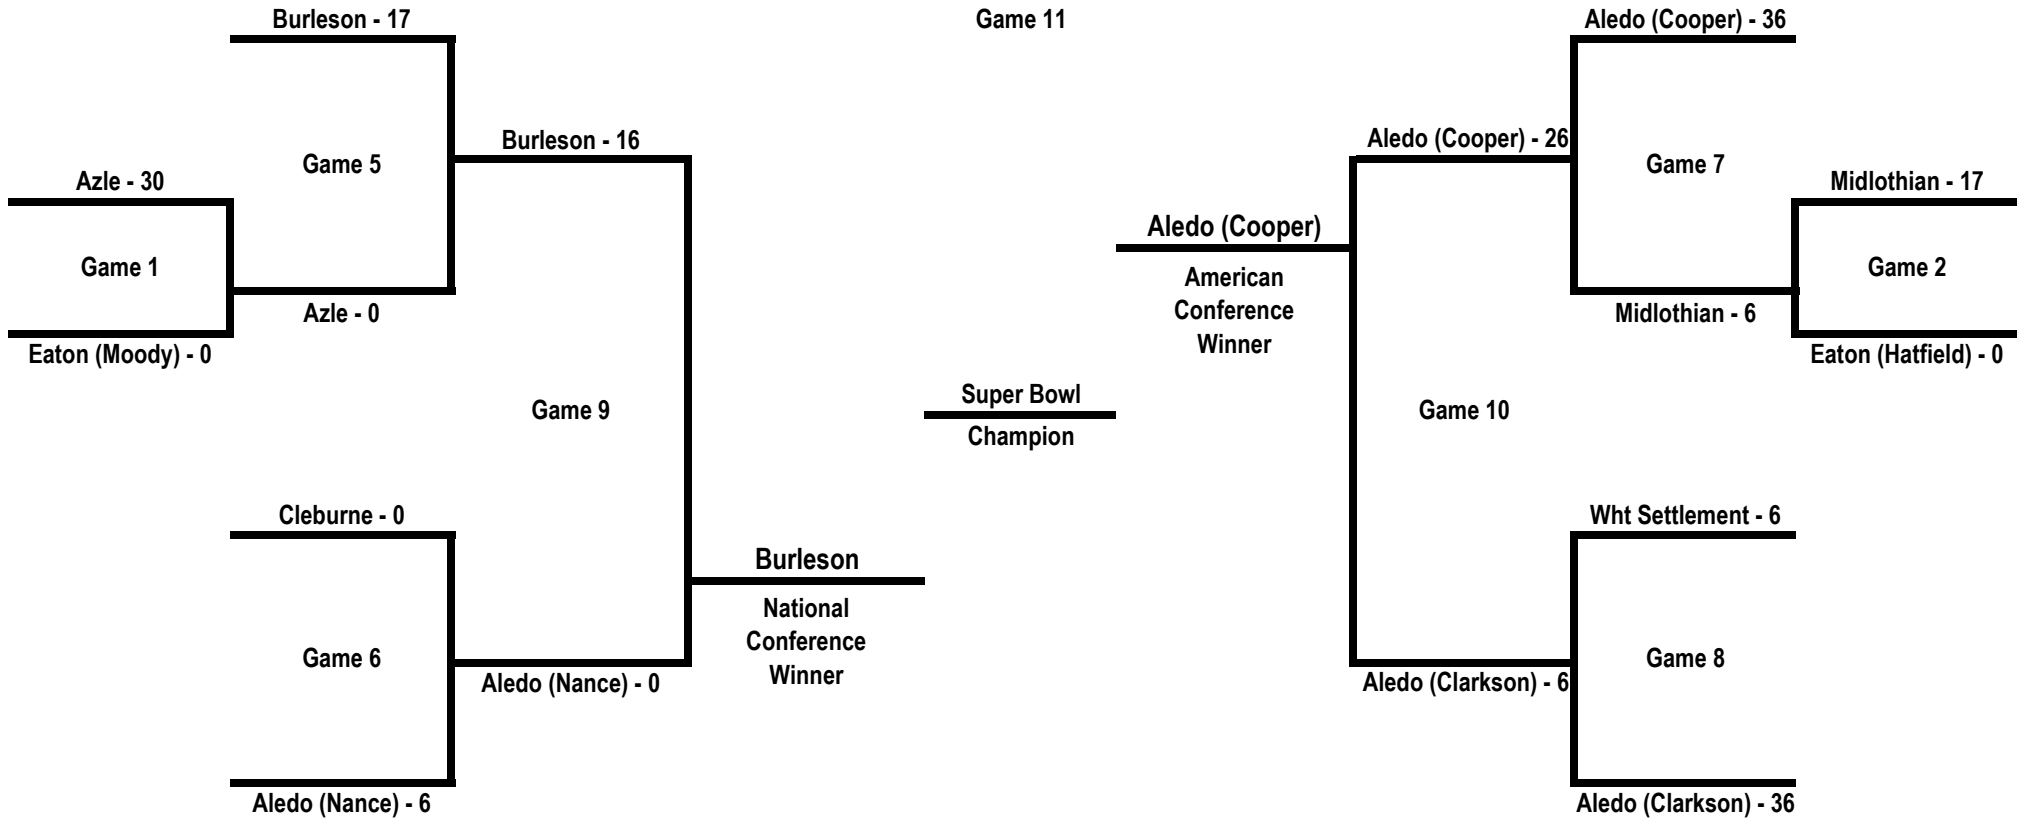 Burleson - 17
Game 11
Aledo (Cooper) - 36
Burleson - 16
Aledo (Cooper) - 26
Game 5
Game 7
Azle - 30
Midlothian - 17
Aledo (Cooper)
Game 1
Game 2
American
Conference
Winner
Azle - 0
Midlothian - 6
Eaton (Moody) - 0
Eaton (Hatfield) - 0
Super Bowl
Champion
Game 9
Game 10
Cleburne - 0
Wht Settlement - 6
Burleson
National
Conference
Winner
Game 6
Game 8
Aledo (Nance) - 0
Aledo (Clarkson) - 6
Aledo (Nance) - 6
Aledo (Clarkson) - 36